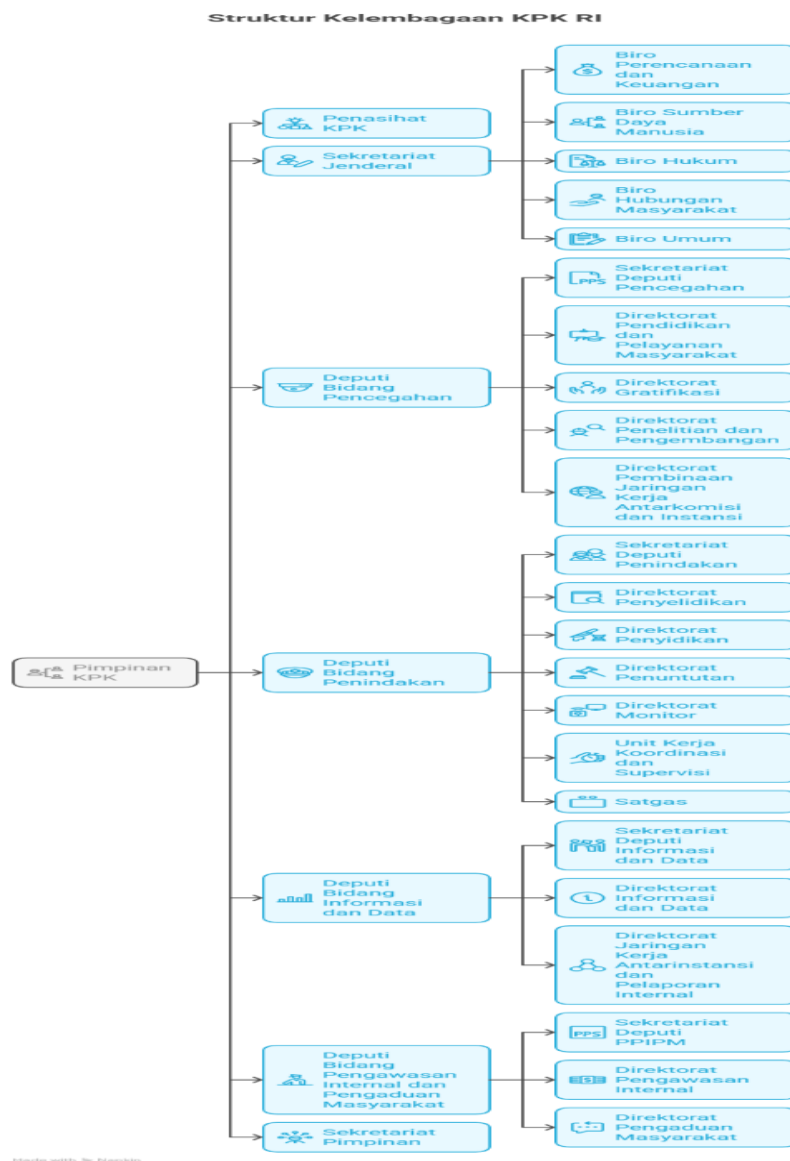 Struktur Kelembagaan KPK RI
Pimpinan
KPK
Penasihat
KPK
Sekretariat
Jenderal
Biro
Perencanaan
dan
Keuangan
Biro Sumber
Daya
Manusia
Biro Hukum
Biro
Hubungan
Masyarakat
Biro Umum
Deputi
Bidang
Pencegahan
PPS
Sekretariat
Deputi
Pencegahan
Direktorat
Pendidikan
dan
Pelayanan
Masyarakat
Direktorat
Gratifikasi
Direktorat
Penelitian dan
Pengembangan
Direktorat
Pembinaan
Jaringan
Kerja
Antarkomisi
dan Instansi
Deputi
Bidang
Penindakan
Sekretariat
Deputi
Penindakan
Direktorat
Penyelidikan
Direktorat
Penyidikan
Direktorat
Penuntutan
Direktorat
Monitor
Unit Kerja
Koordinasi
dan
Supervisi
Satgas
Deputi
Bidang
Informasi
dan Data
Sekretariat
Deputi
Informasi
dan Data
Direktorat
Informasi
dan Data
Direktorat
Jaringan
Kerja
Antarinstansi
dan
Pelaporan
Internal
Deputi
Bidang
Pengawasan
Internal dan
Pengaduan
Masyarakat
PPS
Sekretariat
Deputi
PPIPM
Direktorat
Pengawasan
Internal
Direktorat
Pengaduan
Masyarakat
Sekretariat
Pimpinan